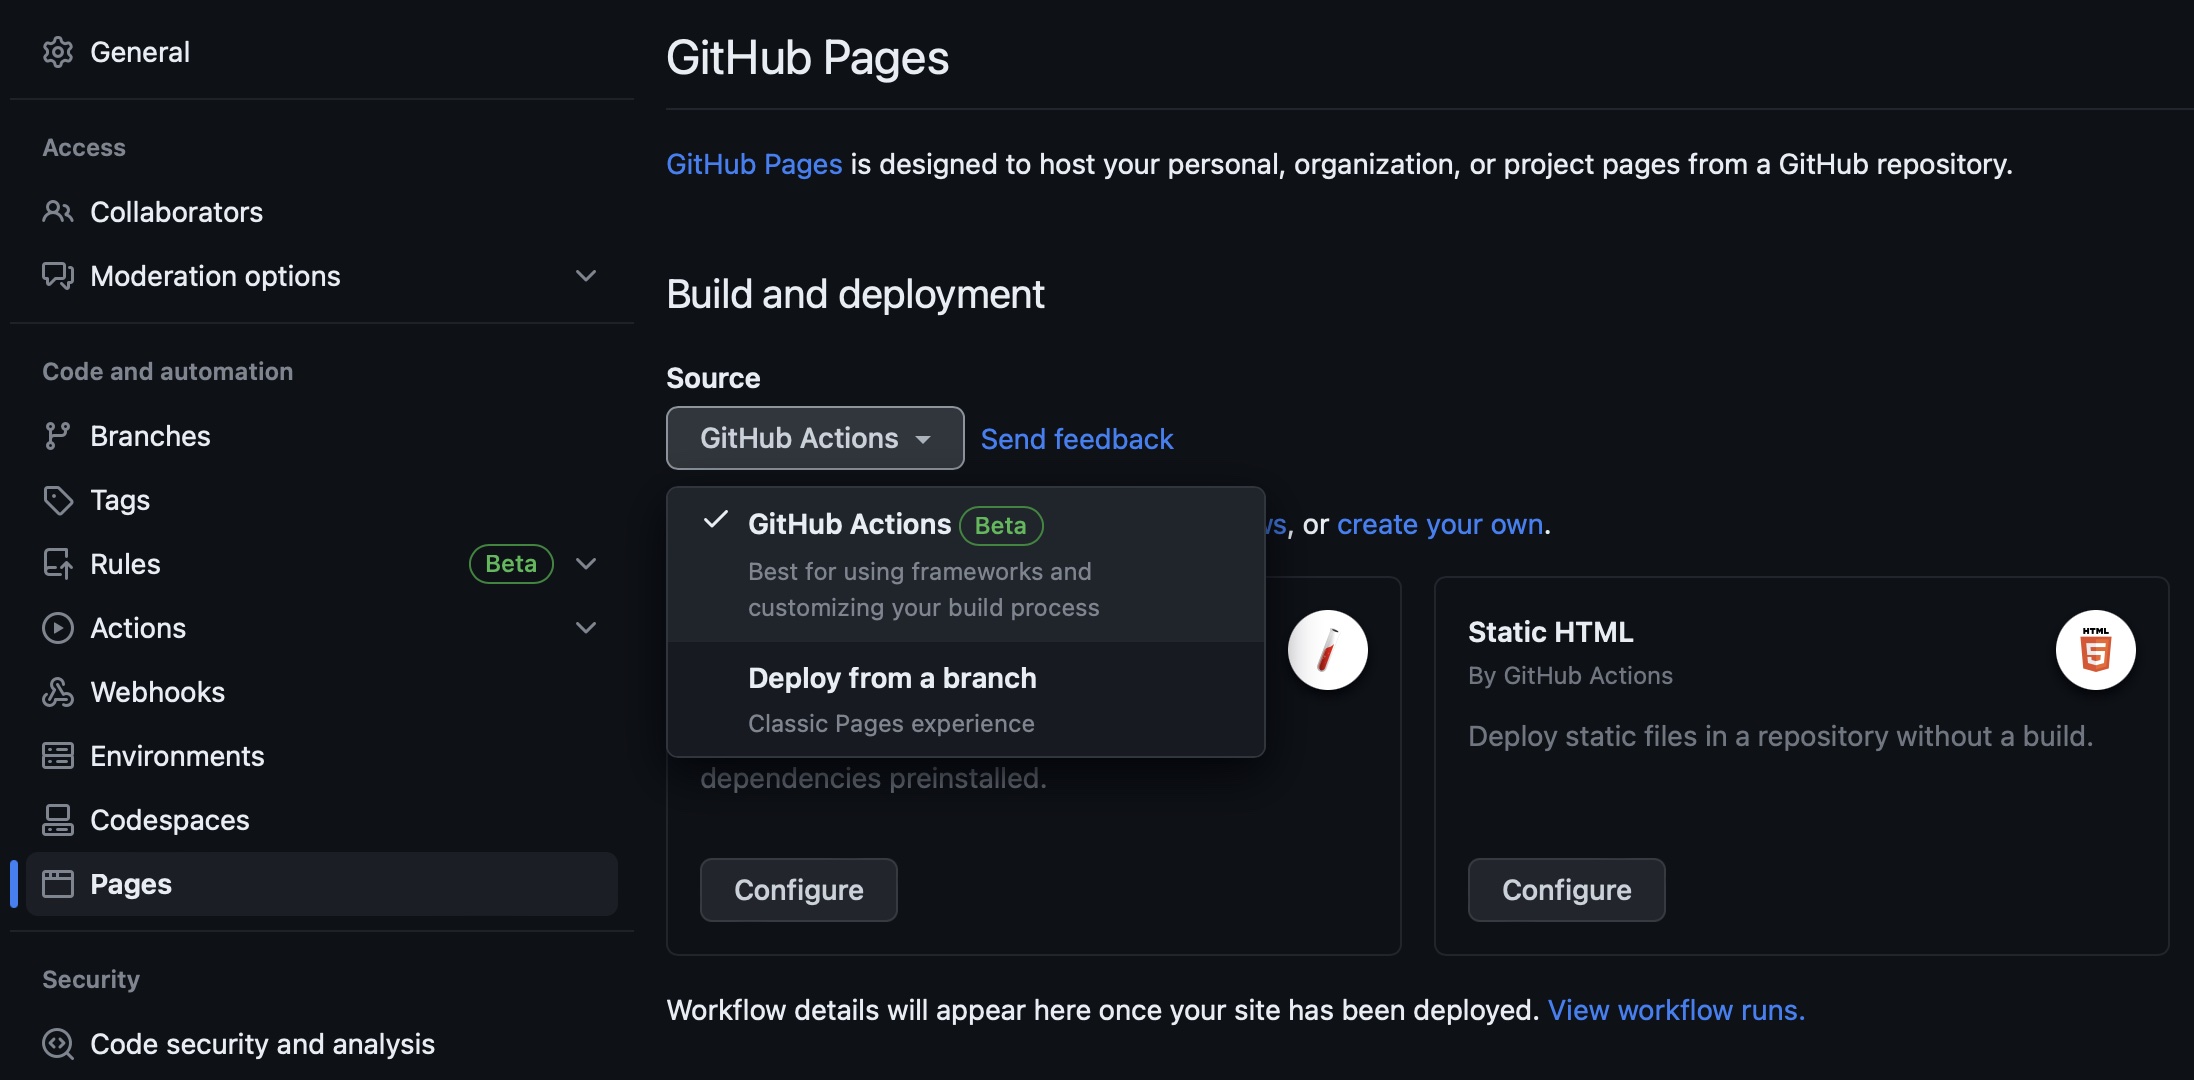 General
Access
Collaborators
Moderation options
Code and automation
Branches
Tags
Rules Beta
Actions
Webhooks
Environments
Codespaces
Pages
Security
Code security and analysis
GitHub Pages
GitHub Pages is designed to host your personal, organization, or project pages from a GitHub repository.
Build and deployment
Source
GitHub Actions Send feedback
GitHub Actions Beta
Best for using frameworks and
customizing your build process
Deploy from a branch
Classic Pages experience
, or create your own.
dependencies preinstalled.
Configure
Static HTML
By GitHub Actions
HTML
5
Deploy static files in a repository without a build.
Configure
Workflow details will appear here once your site has been deployed. View workflow runs.